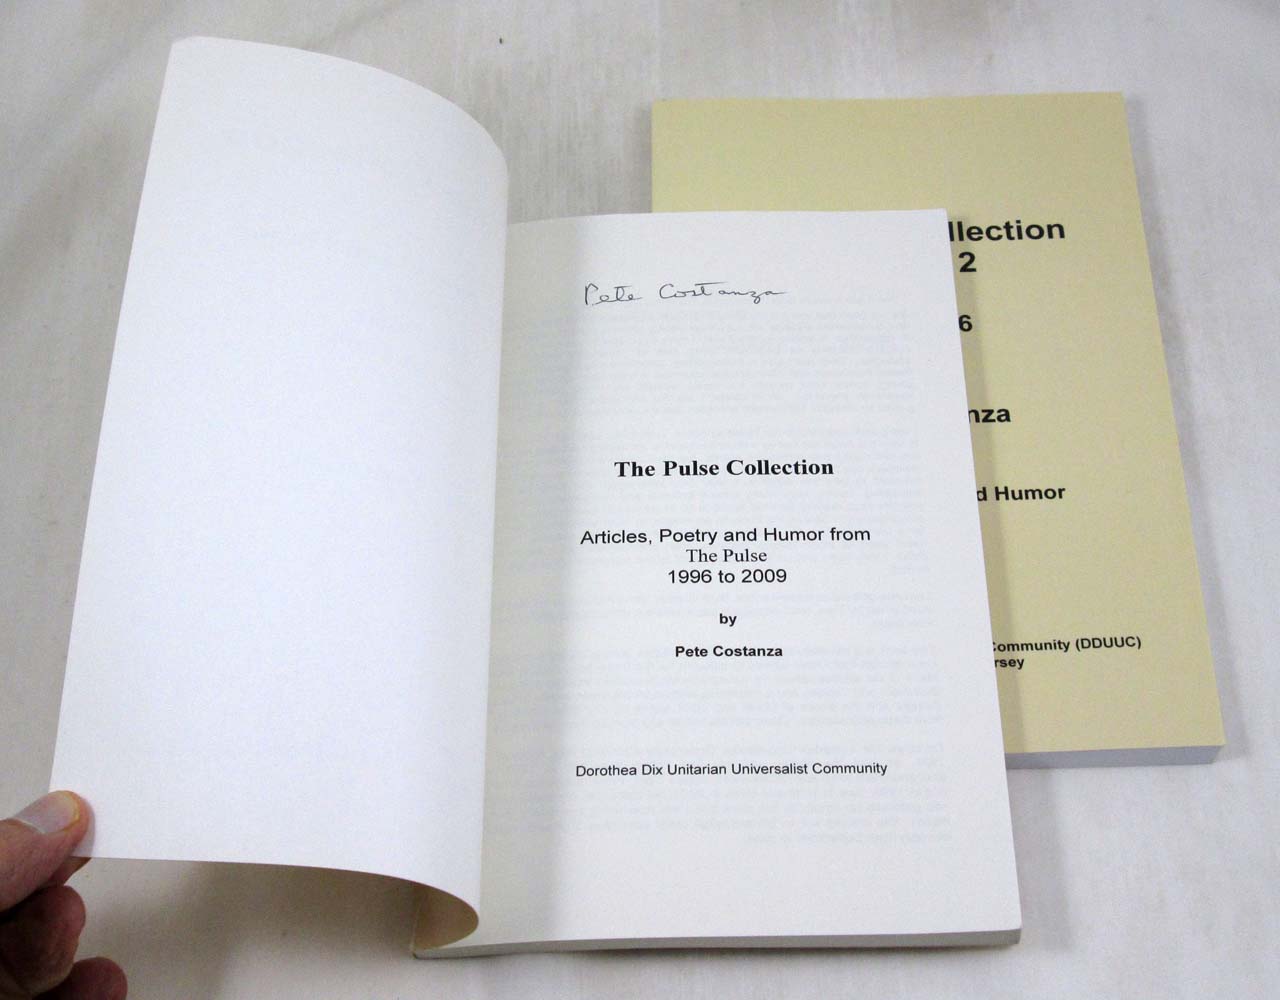 Pete Costanza
The Pulse Collection
Articles, Poetry and Humor from
The Pulse
1996 to 2009
by
Pete Costanza
Dorothea Dix Unitarian Universalist Community
llection
2
6
nza
d Humor
Community (DDUUC)
rsey